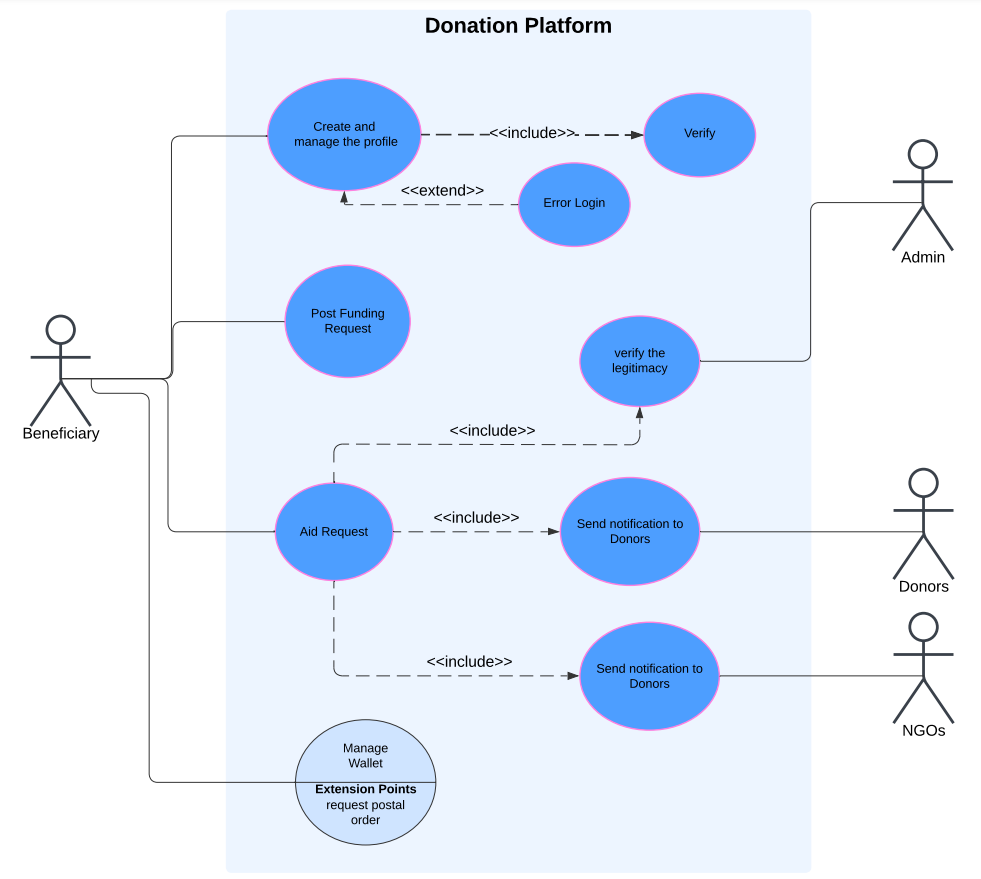 Donation Platform
Create and
manage the profile
<<include>>
Verify
<<extend>>
Error Login
Admin
Post Funding
Request
verify the
legitimacy
Beneficiary
<<include>>
Aid Request
<<include>>
Send notification to
Donors
Donors
<<include>>
Send notification to
Donors
NGOs
Manage
Wallet
Extension Points
request postal
order